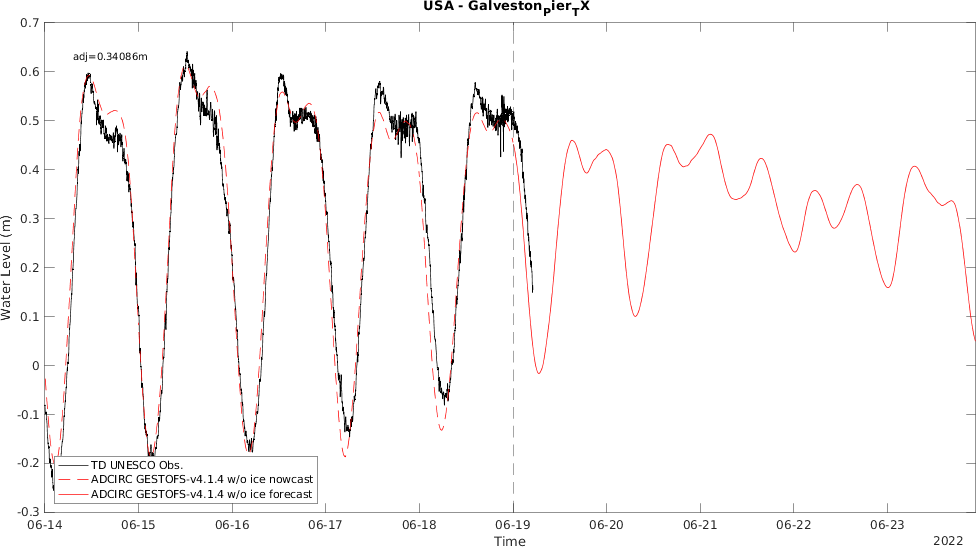 USA - Galveston_Pier_TX
adj=0.34086m
0.7
0.6
0.5
0.4
0.3
0.2
0.1
0
-0.1
-0.2
-0.3
Water Level (m)
TD UNESCO Obs.
ADCIRC GESTOFS-v4.1.4 w/o ice nowcast
ADCIRC GESTOFS-v4.1.4 w/o ice forecast
06-14 06-15 06-16 06-17 06-18 06-19 06-20 06-21 06-22 06-23
Time
2022